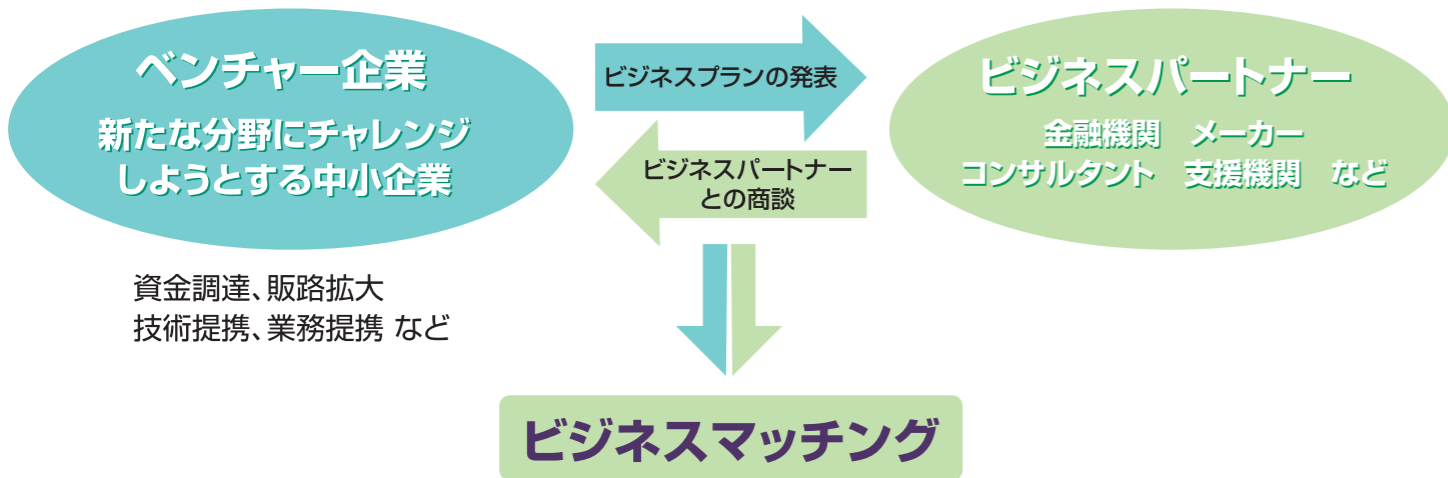 ベンチャー企業
新たな分野にチャレンジ
しようとする中小企業
ビジネスプランの発表
ビジネスパートナー
との商談
ビジネスパートナー
金融機関　メーカー
コンサルタント　支援機関　など
資金調達、販路拡大
技術提携、業務提携 など
ビジネスマッチング